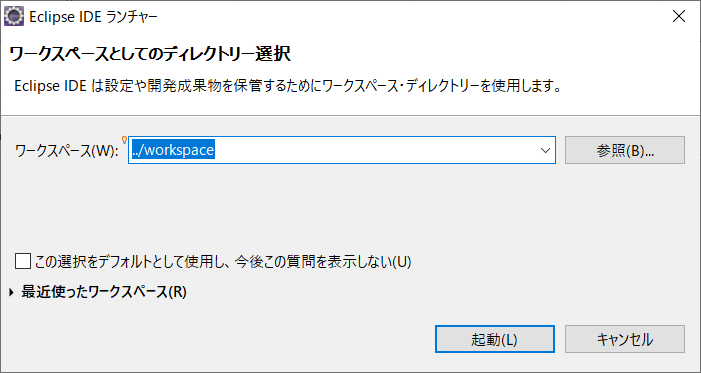 Eclipse IDE ランチャー
ワークスペースとしてのディレクトリー選択
Eclipse IDE は設定や開発成果物を保管するためにワークスペース・ディレクトリーを使用します。
ワークスペース(W): ../workspace 参照(B)...
この選択をデフォルトとして使用し、今後この質問を表示しない(U)
最近使ったワークスペース(R)
起動(L) キャンセル